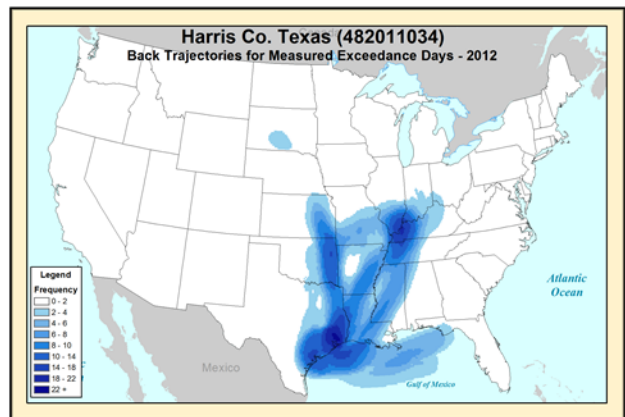 Harris Co. Texas (482011034)
Back Trajectories for Measured Exceedance Days - 2012
Atlantic
Ocean
Legend
Frequency
0 - 2
2 - 4
4 - 6
6 - 8
8 - 10
10 - 14
14 - 18
18 - 22
22 +
Mexico
Gulf of Mexico